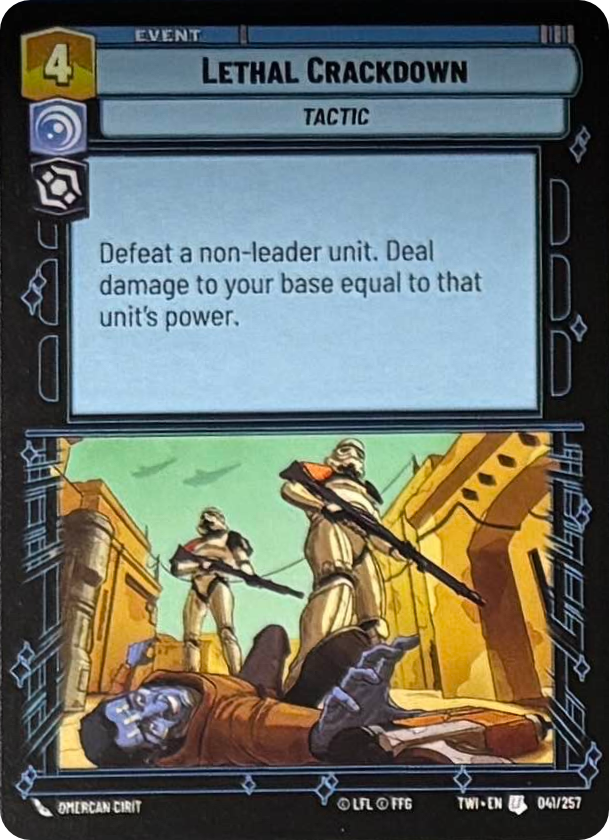 EVENT
4
LETHAL CRACKDOWN
TACTIC
Defeat a non-leader unit. Deal
damage to your base equal to that
unit's power.
OMERCAN CIRIT
© LFL © FFG
TWI • EN U 041/257